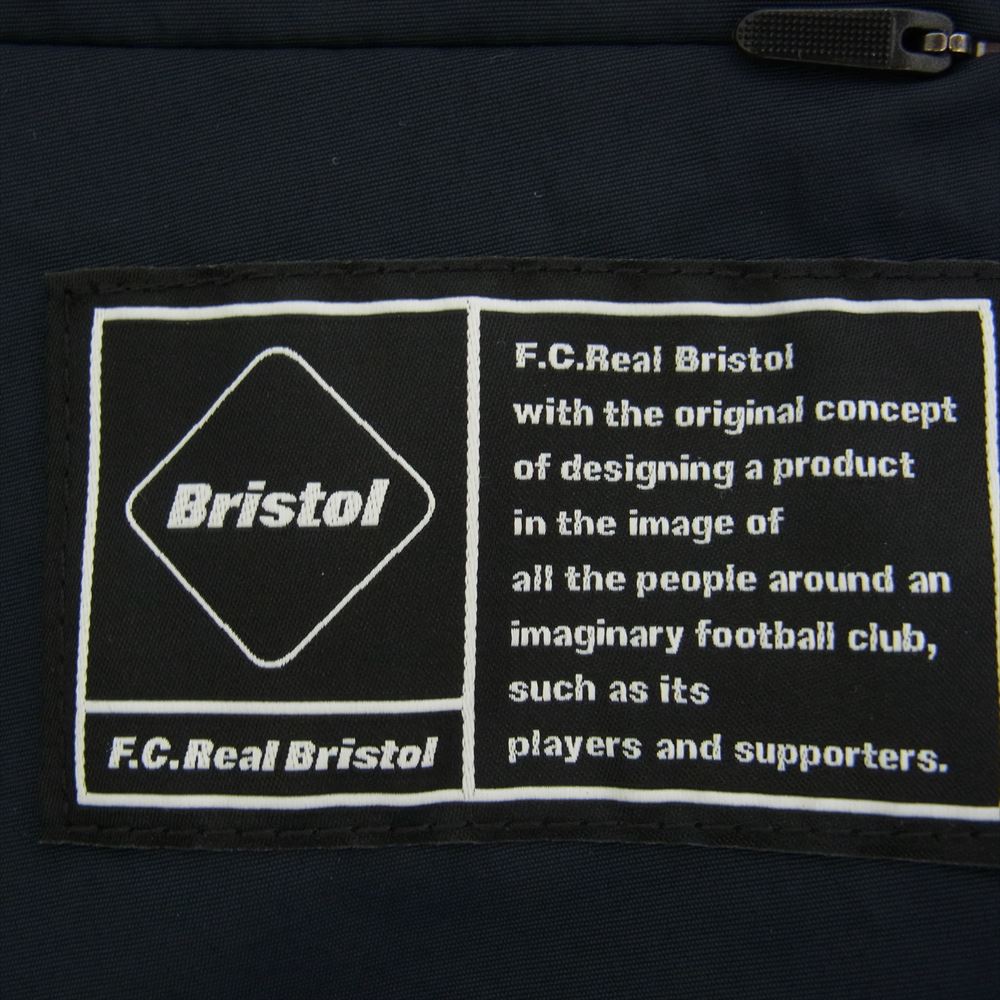 Bristol
F.C.Real Bristol
F.C.Real Bristol
with the original concept
of designing a product
in the image of
all the people around an
imaginary football club,
such as its
players and supporters.